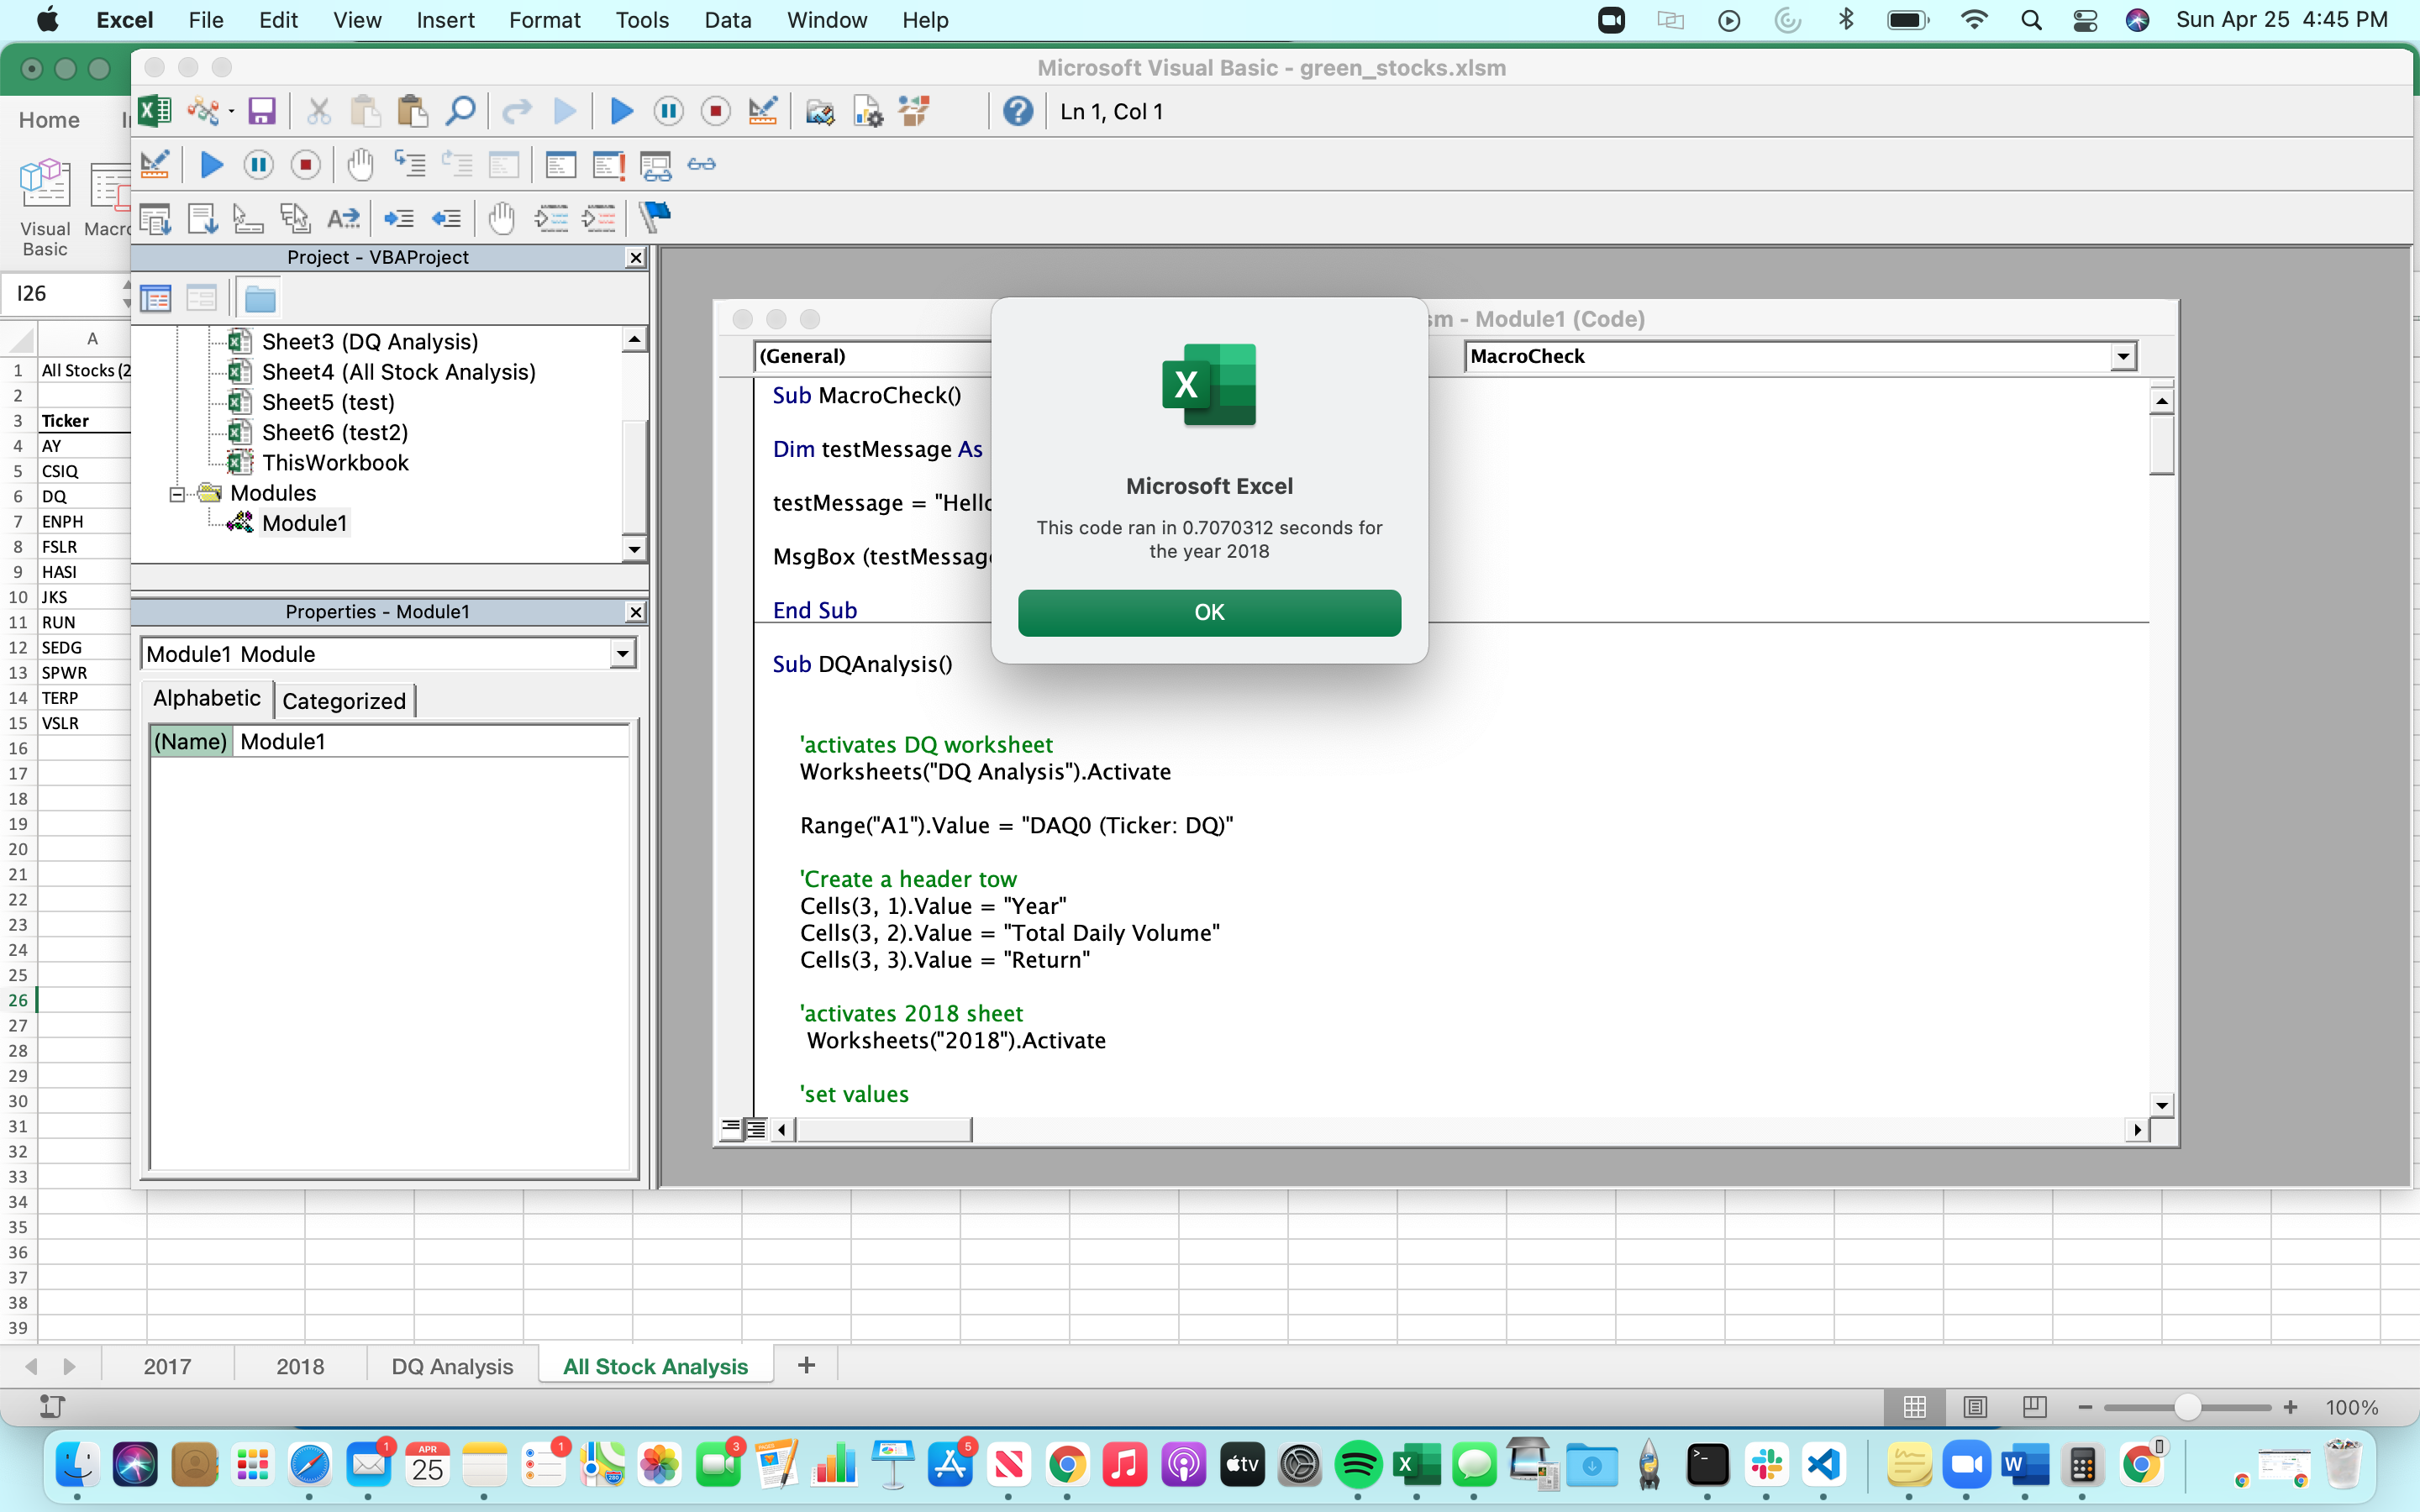 Excel File Edit View Insert Format Tools Data Window Help Sun Apr 25 4:45 PM
Microsoft Visual Basic - green_stocks.xlsm
Home
Ln 1, Col 1
Visual
Basic
Macro
Project - VBAProject
I26
A
Sheet3 (DQ Analysis)
Sheet4 (All Stock Analysis)
Sheet5 (test)
Sheet6 (test2)
ThisWorkbook
Modules
Module1
1 All Stocks (2
2
3 Ticker
4 AY
5 CSIQ
6 DQ
7 ENPH
8 FSLR
9 HASI
10 JKS
11 RUN
12 SEDG
13 SPWR
14 TERP
15 VSLR
16
17
18
19
20
21
22
23
24
25
26
27
28
29
30
31
32
33
34
35
36
37
38
39
Properties - Module1
Module1 Module
Alphabetic Categorized
(Name) Module1
sm - Module1 (Code)
(General) MacroCheck
Sub MacroCheck()
Dim testMessage As
testMessage = "Hello
MsgBox (testMessag
End Sub
Sub DQAnalysis()
'activates DQ worksheet
Worksheets("DQ Analysis").Activate
Range("A1").Value = "DAQ0 (Ticker: DQ)"
'Create a header tow
Cells(3, 1).Value = "Year"
Cells(3, 2).Value = "Total Daily Volume"
Cells(3, 3).Value = "Return"
'activates 2018 sheet
Worksheets("2018").Activate
'set values
Microsoft Excel
This code ran in 0.7070312 seconds for
the year 2018
OK
2017 2018 DQ Analysis All Stock Analysis +
100%
APR
25
1
1
3
5
tv